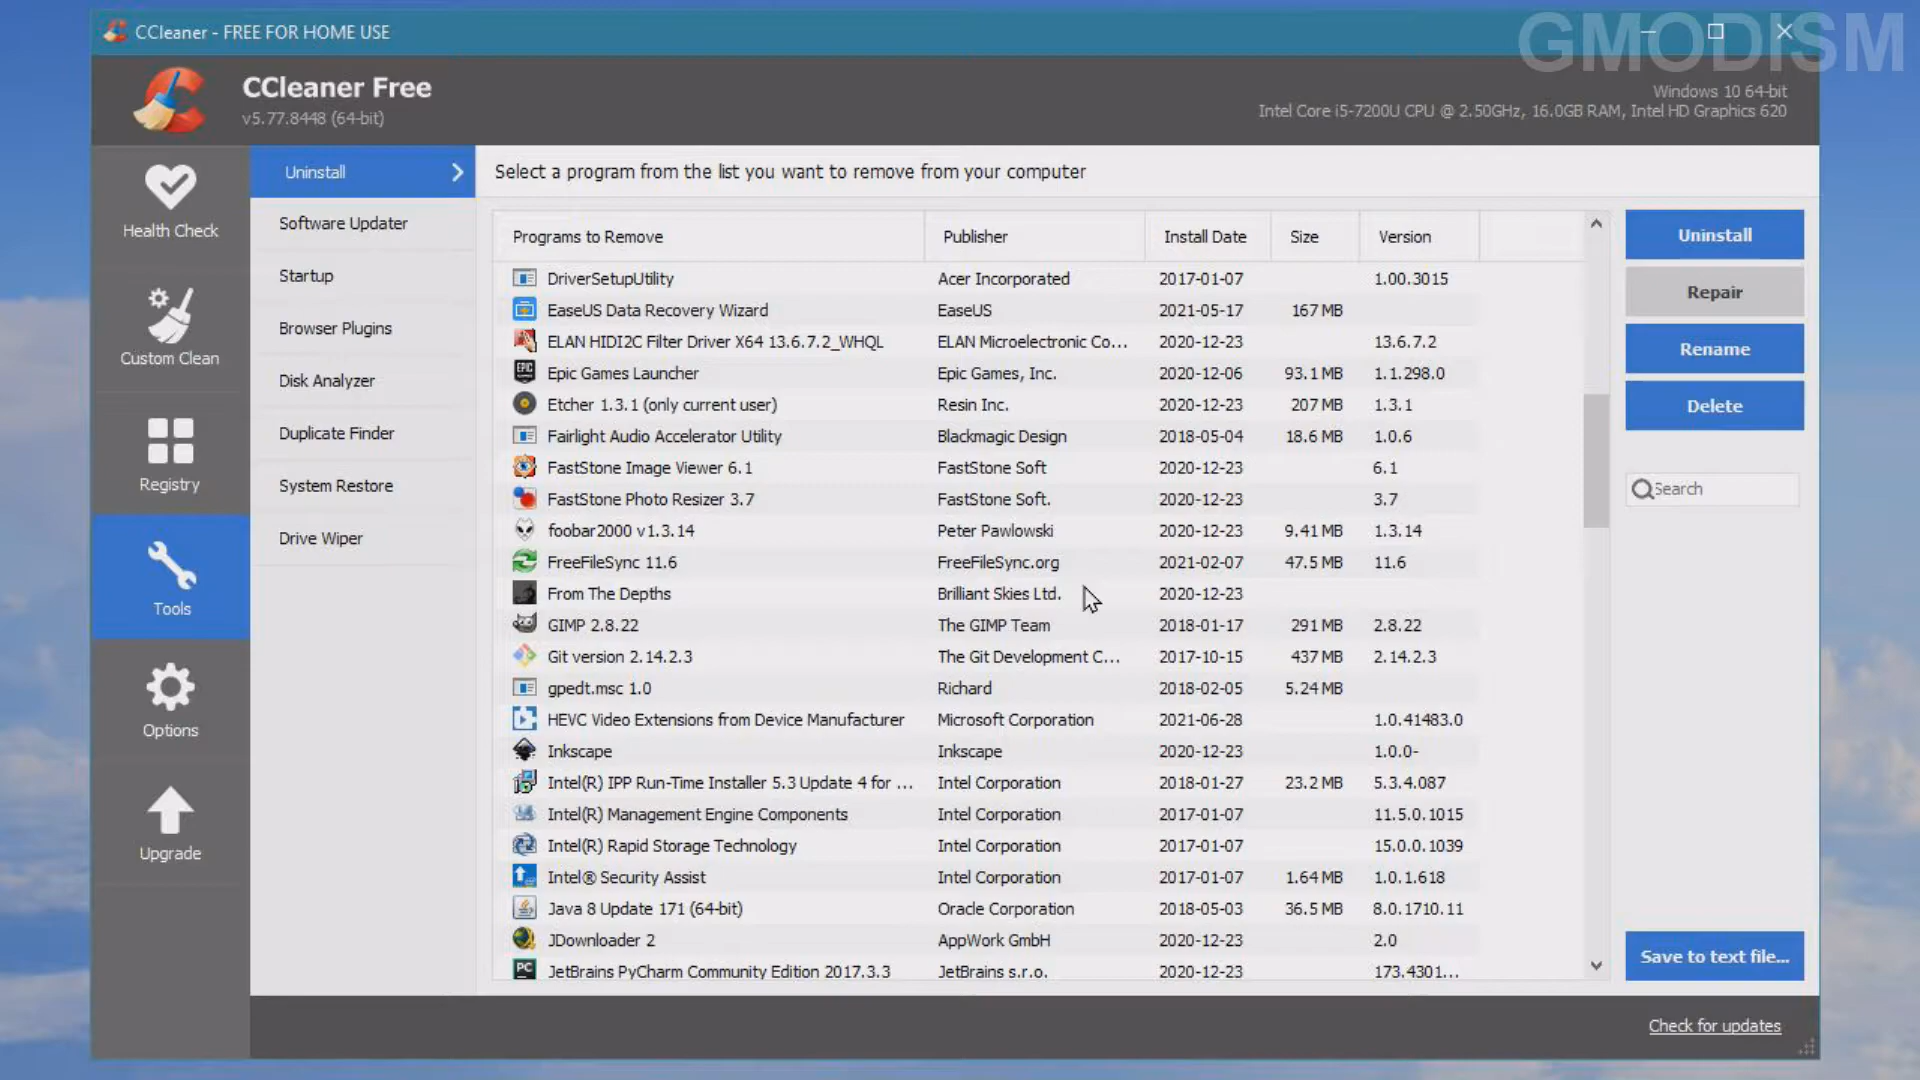 GMODISM
CCleaner - FREE FOR HOME USE
CCleaner Free
v5.77.8448 (64-bit)
Windows 10 64-bit
Intel Core i5-7200U CPU @ 2.50GHz, 16.0GB RAM, Intel HD Graphics 620
Health Check
Custom Clean
Registry
Tools
Options
Upgrade
Uninstall
Software Updater
Startup
Browser Plugins
Disk Analyzer
Duplicate Finder
System Restore
Drive Wiper
Select a program from the list you want to remove from your computer
Programs to Remove Publisher Install Date Size Version
DriverSetupUtility Acer Incorporated 2017-01-07 1.00.3015
EaseUS Data Recovery Wizard EaseUS 2021-05-17 167 MB
ELAN HIDI2C Filter Driver X64 13.6.7.2_WHQL ELAN Microelectronic Co... 2020-12-23 13.6.7.2
Epic Games Launcher Epic Games, Inc. 2020-12-06 93.1 MB 1.1.298.0
Etcher 1.3.1 (only current user) Resin Inc. 2020-12-23 207 MB 1.3.1
Fairlight Audio Accelerator Utility Blackmagic Design 2018-05-04 18.6 MB 1.0.6
FastStone Image Viewer 6.1 FastStone Soft 2020-12-23 6.1
FastStone Photo Resizer 3.7 FastStone Soft. 2020-12-23 3.7
foobar2000 v1.3.14 Peter Pawlowski 2020-12-23 9.41 MB 1.3.14
FreeFileSync 11.6 FreeFileSync.org 2021-02-07 47.5 MB 11.6
From The Depths Brilliant Skies Ltd. 2020-12-23
GIMP 2.8.22 The GIMP Team 2018-01-17 291 MB 2.8.22
Git version 2.14.2.3 The Git Development C... 2017-10-15 437 MB 2.14.2.3
gpedt.msc 1.0 Richard 2018-02-05 5.24 MB
HEVC Video Extensions from Device Manufacturer Microsoft Corporation 2021-06-28 1.0.41483.0
Inkscape Inkscape 2020-12-23 1.0.0-
Intel(R) IPP Run-Time Installer 5.3 Update 4 for ... Intel Corporation 2018-01-27 23.2 MB 5.3.4.087
Intel(R) Management Engine Components Intel Corporation 2017-01-07 11.5.0.1015
Intel(R) Rapid Storage Technology Intel Corporation 2017-01-07 15.0.0.1039
Intel® Security Assist Intel Corporation 2017-01-07 1.64 MB 1.0.1.618
Java 8 Update 171 (64-bit) Oracle Corporation 2018-05-03 36.5 MB 8.0.1710.11
JDownloader 2 AppWork GmbH 2020-12-23 2.0
JetBrains PyCharm Community Edition 2017.3.3 JetBrains s.r.o. 2020-12-23 173.4301...
Uninstall
Repair
Rename
Delete
Search
Save to text file...
Check for updates